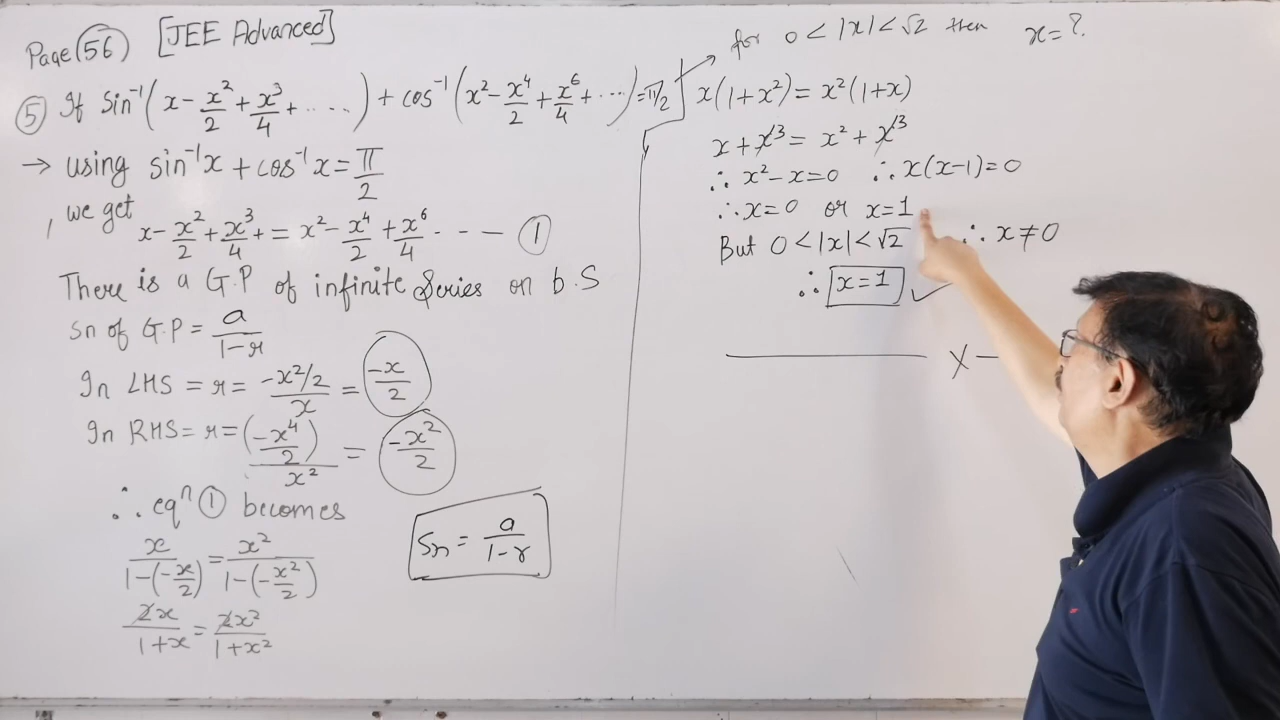 Page 56 [JEE Advanced]
⑤ If Sin⁻¹(x - x²/2 + x³/4 + .....) + cos⁻¹(x² - x⁴/2 + x⁶/4 + ...) = π/2
→ using sin⁻¹x + cos⁻¹x = π/2
, we get
x - x²/2 + x³/4 + = x² - x⁴/2 + x⁶/4 - - - — ①
There is a G.P of infinite Series on b.S
Sn of G.P = a/(1-r)
In LHS = r = (-x²/2)/x = -x/2
In RHS = r = (-x⁴/2)/x² = -x²/2
∴ eqⁿ ① becomes
x/(1-(-x/2)) = x²/(1-(-x²/2))
2x/(1+x) = 2x²/(1+x²)
Sn = a/(1-r)
for 0 < |x| < √2 then x = ?
x(1+x²) = x²(1+x)
x + x³ = x² + x³
∴ x² - x = 0 ∴ x(x-1) = 0
∴ x = 0 or x = 1
But 0 < |x| < √2 ∴ x ≠ 0
∴ x = 1 ✓
— X —